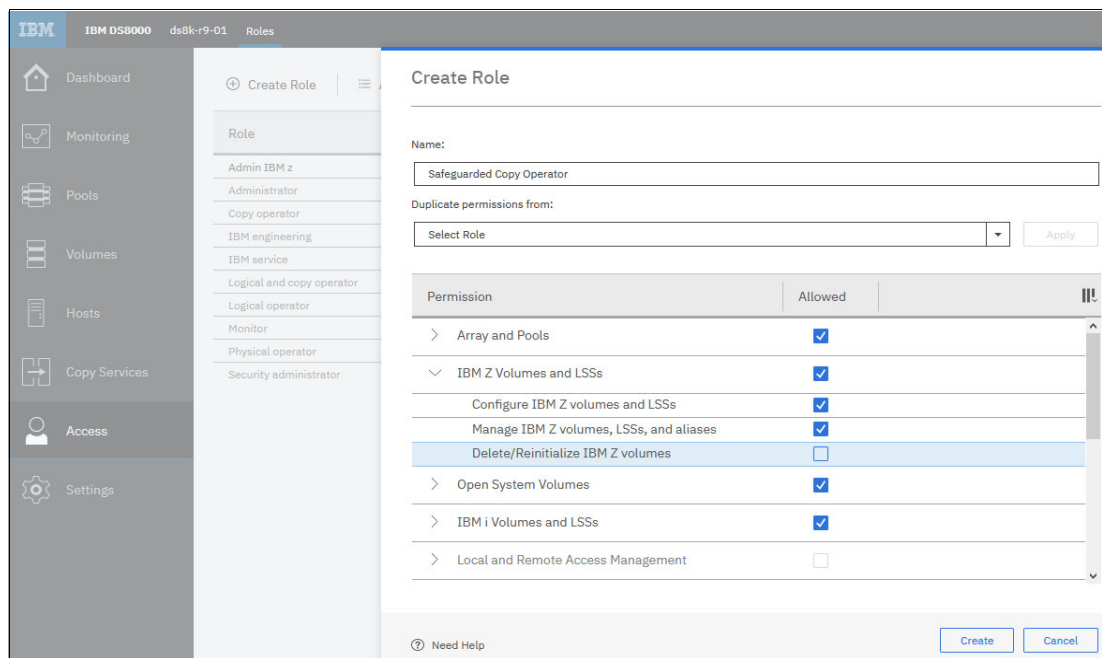 IBM
IBM DS8000 ds8k-r9-01 Roles
Dashboard
Monitoring
Pools
Volumes
Hosts
Copy Services
Access
Settings
Create Role
Role
Admin IBM z
Administrator
Copy operator
IBM engineering
IBM service
Logical and copy operator
Logical operator
Monitor
Physical operator
Security administrator
Create Role
Name:
Safeguarded Copy Operator
Duplicate permissions from:
Select Role
Apply
Permission Allowed
Array and Pools
IBM Z Volumes and LSSs
Configure IBM Z volumes and LSSs
Manage IBM Z volumes, LSSs, and aliases
Delete/Reinitialize IBM Z volumes
Open System Volumes
IBM i Volumes and LSSs
Local and Remote Access Management
Need Help
Create
Cancel